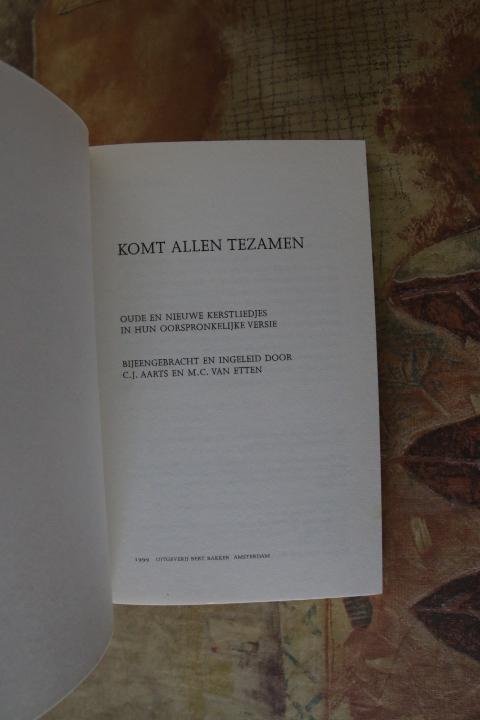 KOMT ALLEN TEZAMEN
OUDE EN NIEUWE KERSTLIEDJES
IN HUN OORSPRONKELIJKE VERSIE
BIJEENGEBRACHT EN INGELEID DOOR
C.J. AARTS EN M.C. VAN ETTEN
1999 UITGEVERIJ BERT BAKKER AMSTERDAM